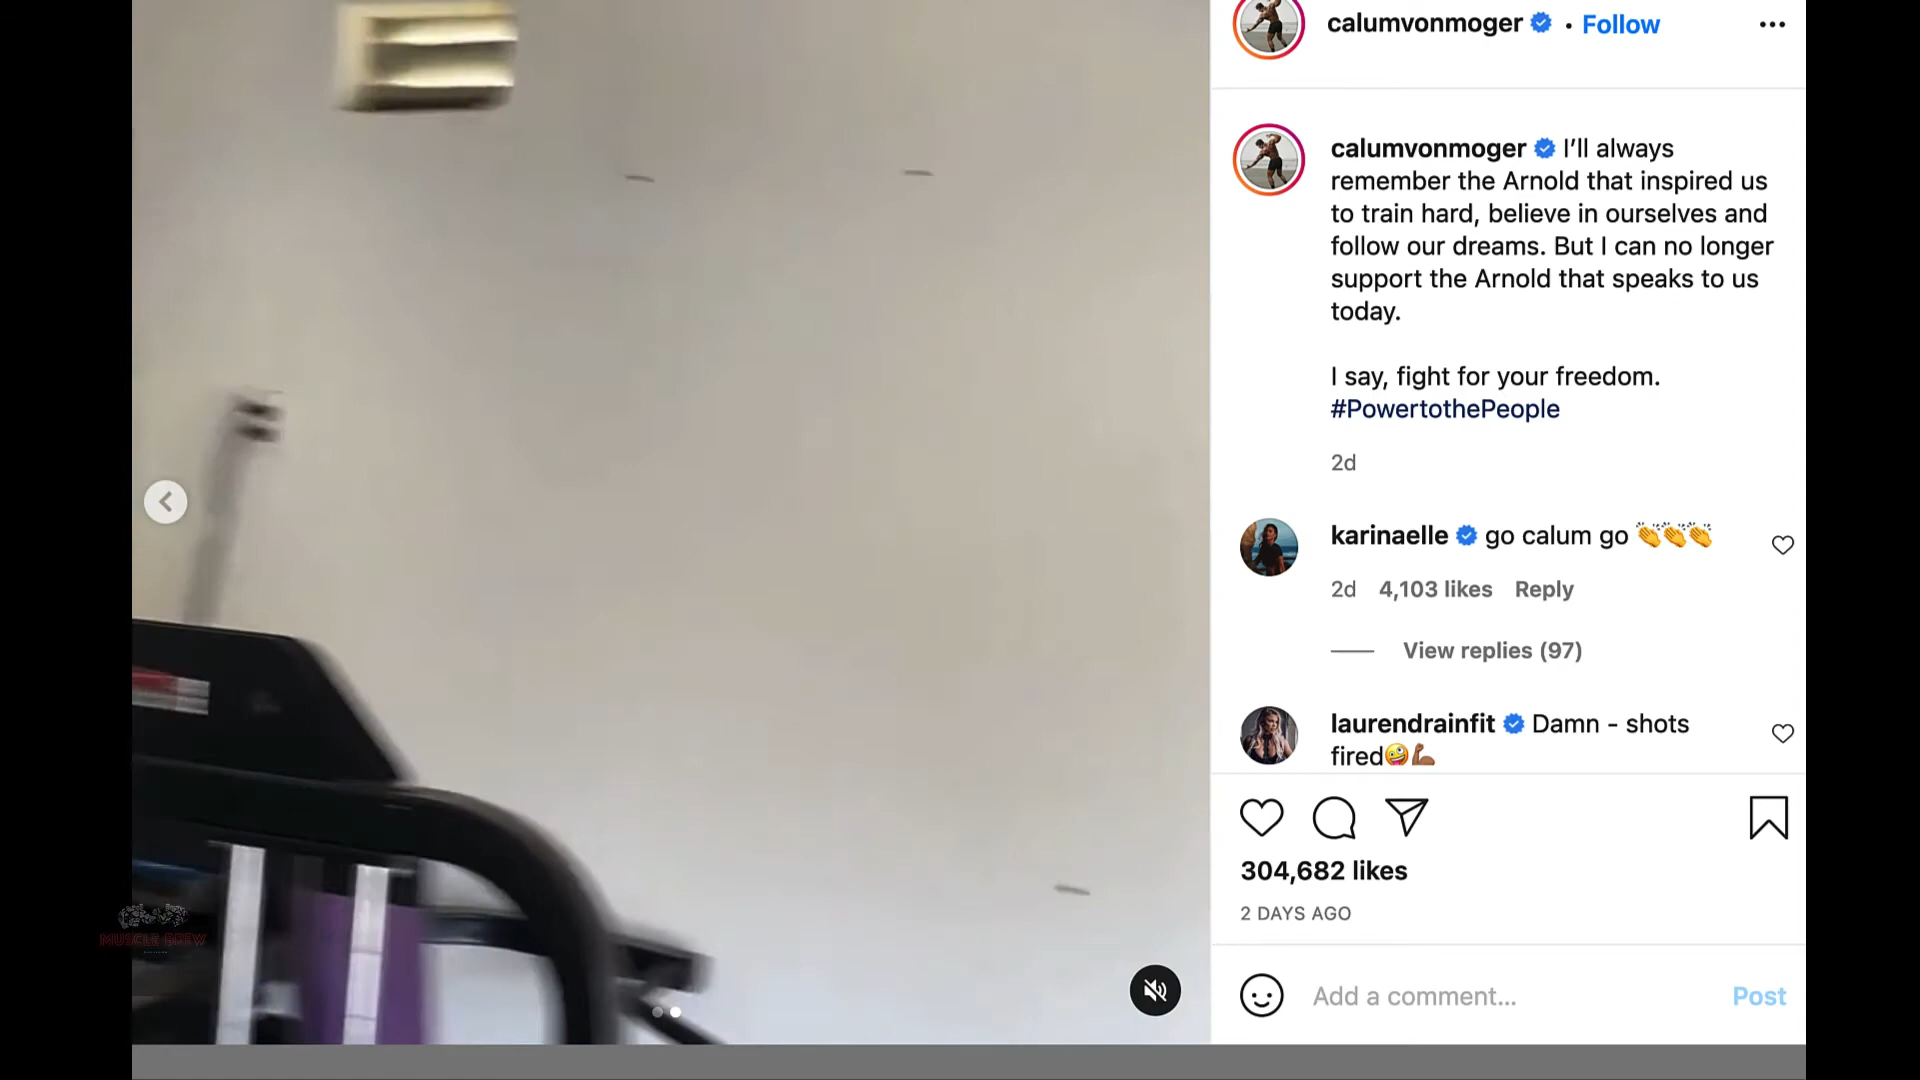 calumvonmoger • Follow
calumvonmoger I’ll always
remember the Arnold that inspired us
to train hard, believe in ourselves and
follow our dreams. But I can no longer
support the Arnold that speaks to us
today.
I say, fight for your freedom.
#PowertothePeople
2d
karinaelle go calum go 👏👏👏
2d 4,103 likes Reply
View replies (97)
laurendrainfit Damn - shots
fired🤪💪🏾
304,682 likes
2 DAYS AGO
Add a comment... Post
MUSCLE BREW